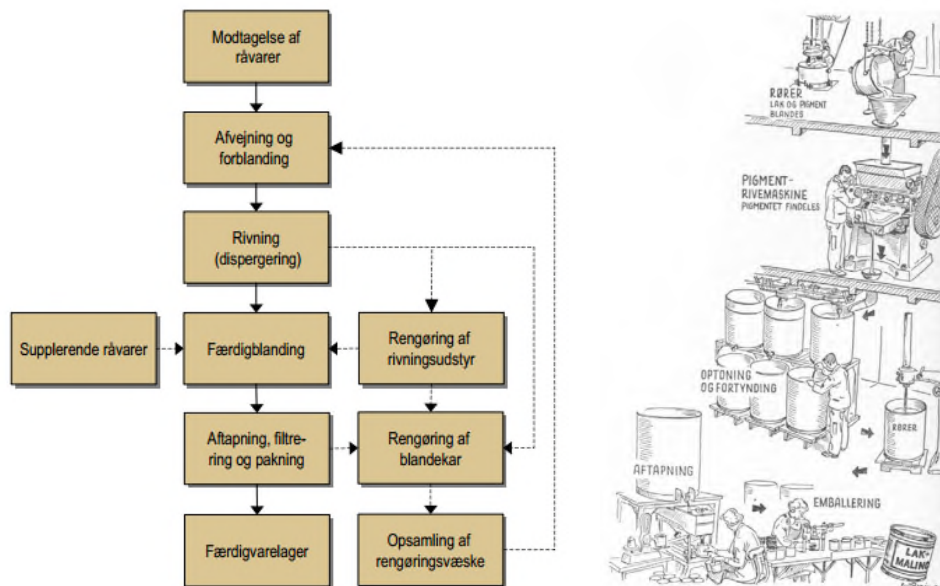 Modtagelse af
råvarer
Afvejning og
forblanding
Rivning
(dispergering)
Supplerende råvarer
Færdigblanding
Rengøring af
rivningsudstyr
Aftapning, filtre-
ring og pakning
Rengøring af
blandekar
Færdigvarelager
Opsamling af
rengøringsvæske
RØRER
LAK OG PIGMENT
BLANDES
PIGMENT-
RIVEMASKINE
PIGMENTET FINDELES
OPTONING
OG FORTYNDING
RØRER
AFTAPNING
EMBALLERING
LAK-
MALING